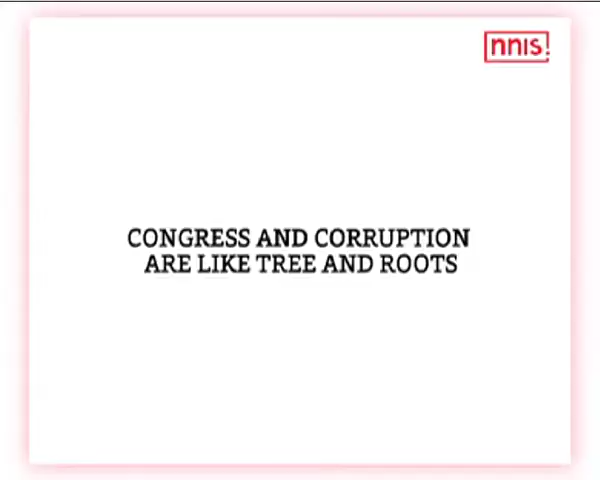 nnis!
CONGRESS AND CORRUPTION
ARE LIKE TREE AND ROOTS